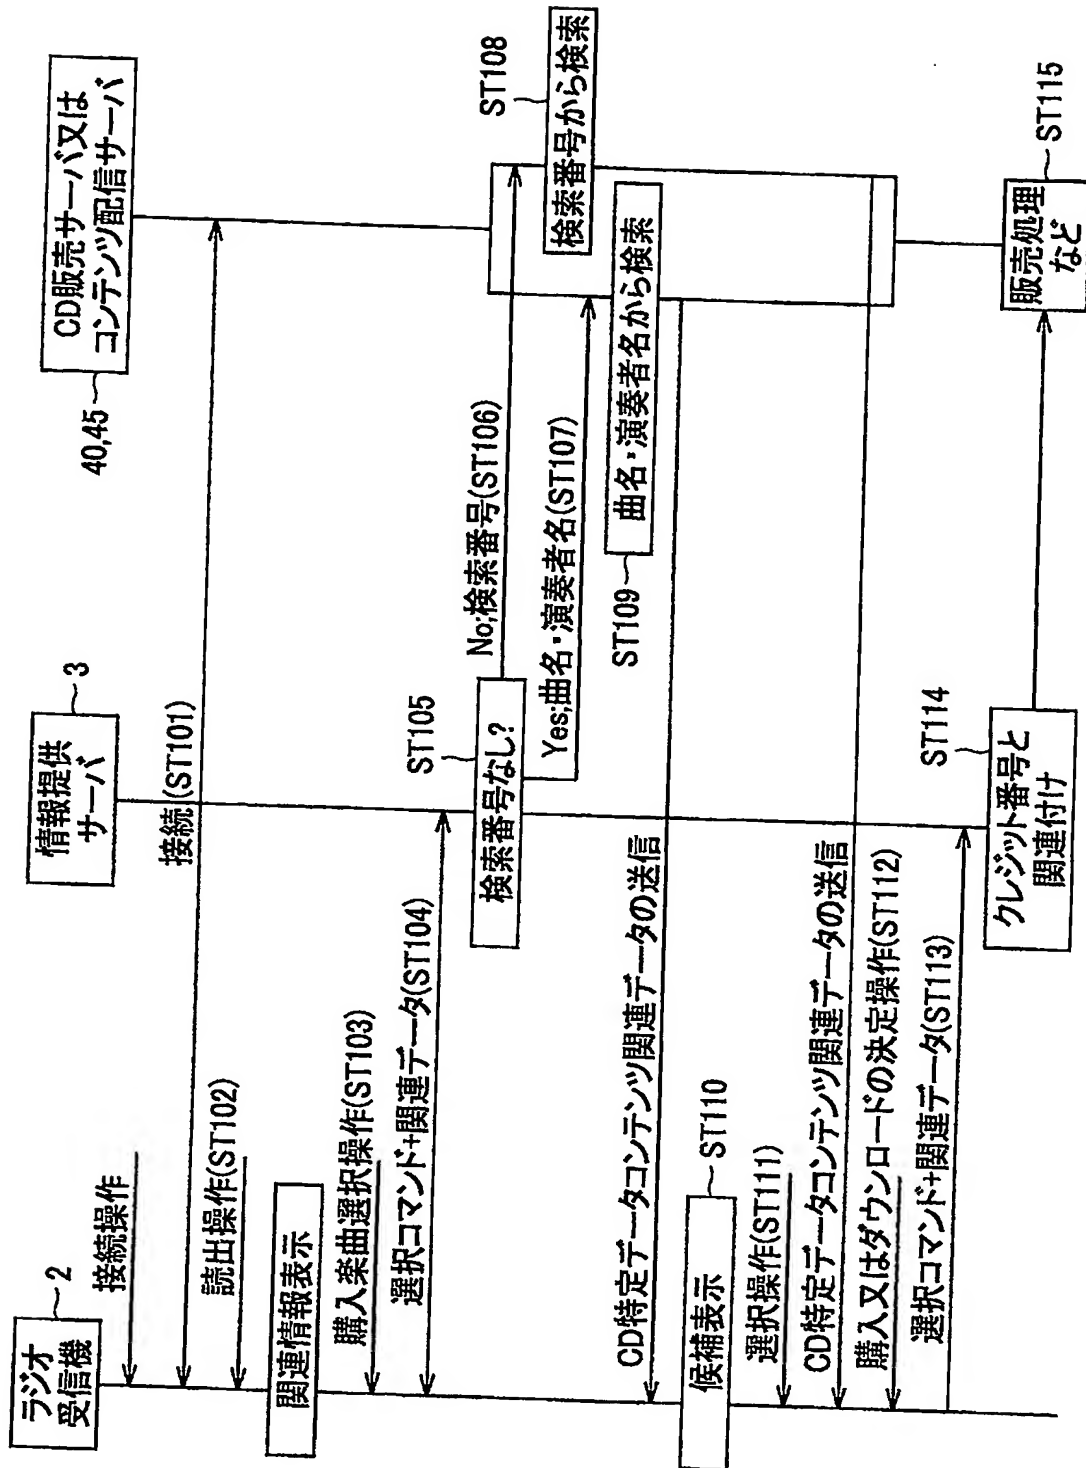 ラジオ
受信機
2
情報提供
サーバ
3
CD販売サーバ又は
コンテンツ配信サーバ
40,45
接続操作
接続(ST101)
読出操作(ST102)
関連情報表示
購入楽曲選択操作(ST103)
選択コマンド+関連データ(ST104)
検索番号なし?
ST105
No;検索番号(ST106)
Yes;曲名・演奏者名(ST107)
検索番号から検索
ST108
曲名・演奏者名から検索
ST109
CD特定データコンテンツ関連データの送信
候補表示
ST110
選択操作(ST111)
CD特定データコンテンツ関連データの送信
購入又はダウンロードの決定操作(ST112)
選択コマンド+関連データ(ST113)
クレジット番号と
関連付け
ST114
販売処理
など
ST115